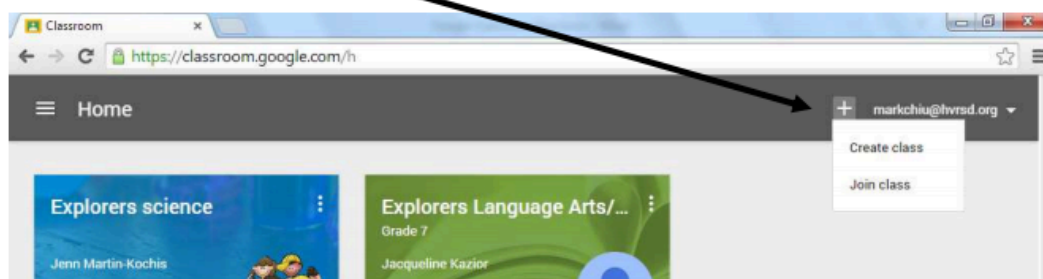 Classroom
https://classroom.google.com/h
Home
markchiu@hvrsd.org
Create class
Join class
Explorers science
Jenn Martin-Kochis
Explorers Language Arts/...
Grade 7
Jacqueline Kazior